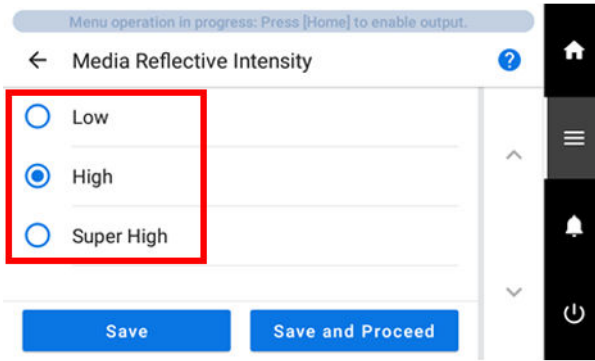 Menu operation in progress: Press [Home] to enable output.
Media Reflective Intensity
?
Low
High
Super High
Save
Save and Proceed